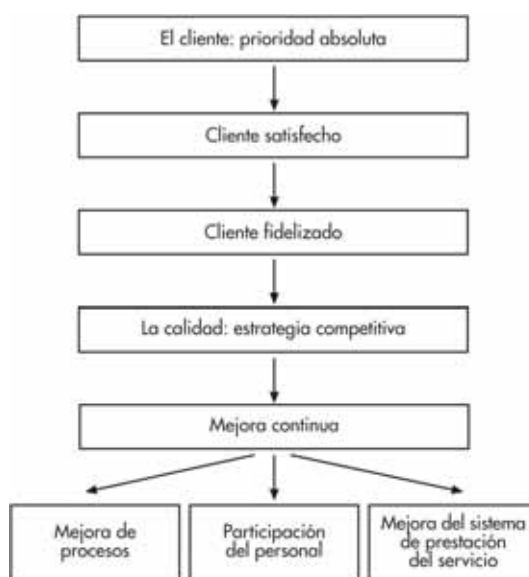 El cliente: prioridad absoluta
Cliente satisfecho
Cliente fidelizado
La calidad: estrategia competitiva
Mejora continua
Mejora de
procesos
Participación
del personal
Mejora del sistema
de prestación
del servicio